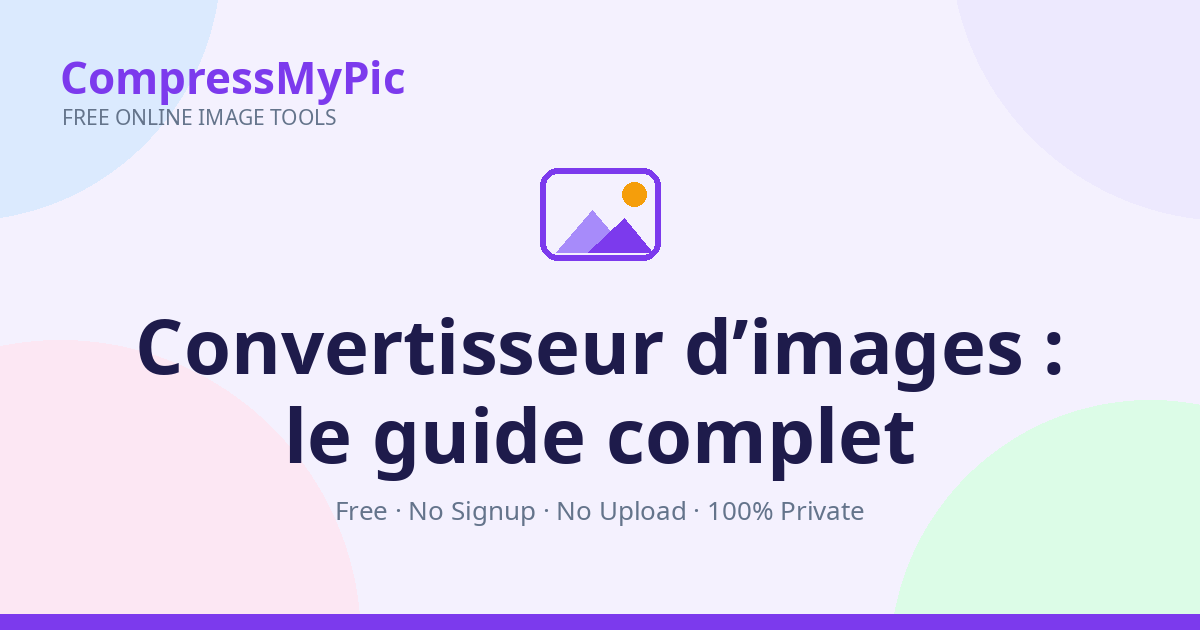 CompressMyPic
FREE ONLINE IMAGE TOOLS
Convertisseur d’images :
le guide complet
Free · No Signup · No Upload · 100% Private